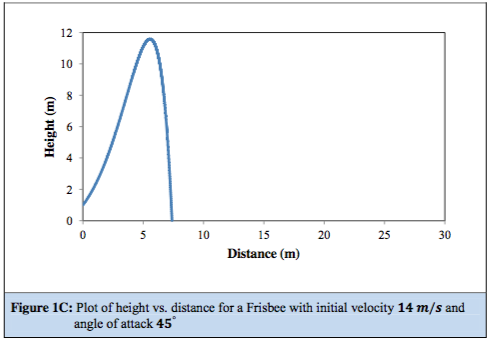 12
10
8
6
4
2
0
Height (m)
0 5 10 15 20 25 30
Distance (m)
Figure 1C: Plot of height vs. distance for a Frisbee with initial velocity 14 m/s and
angle of attack 45°